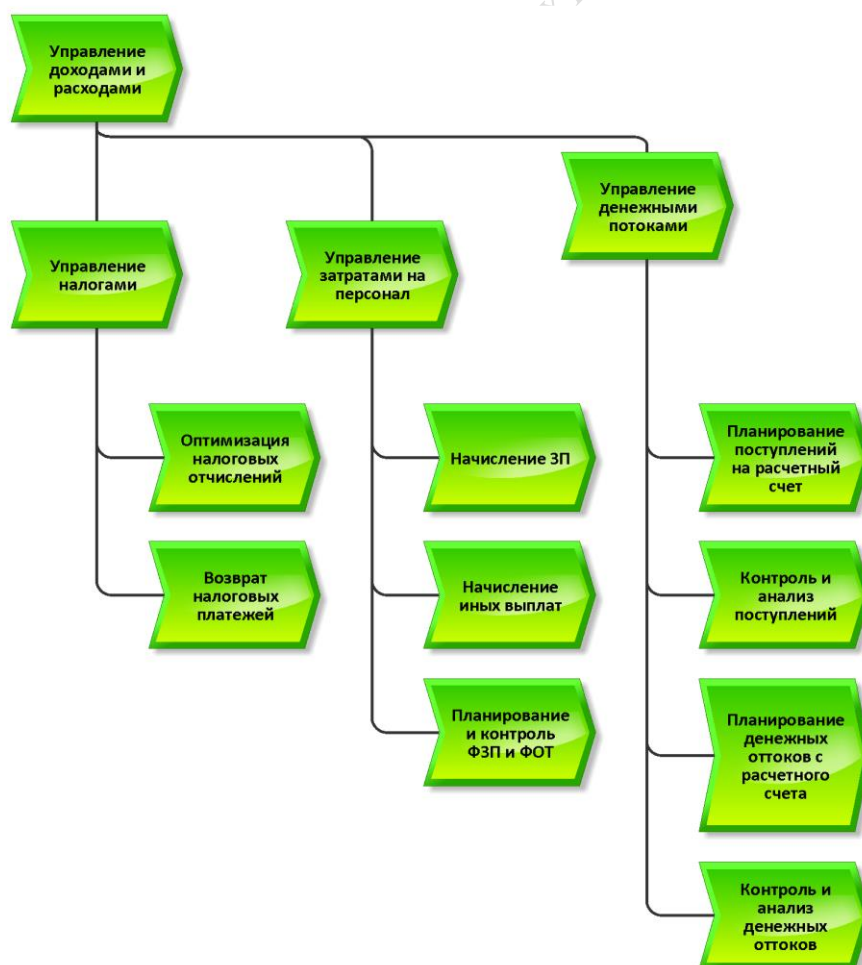 Управление
доходами и
расходами
Управление
денежными
потоками
Управление
налогами
Управление
затратами на
персонал
Оптимизация
налоговых
отчислений
Начисление ЗП
Планирование
поступлений
на расчетный
счет
Возврат
налоговых
платежей
Начисление
иных выплат
Контроль и
анализ
поступлений
Планирование
и контроль
ФЗП и ФОТ
Планирование
денежных
оттоков с
расчетного
счета
Контроль и
анализ
денежных
оттоков